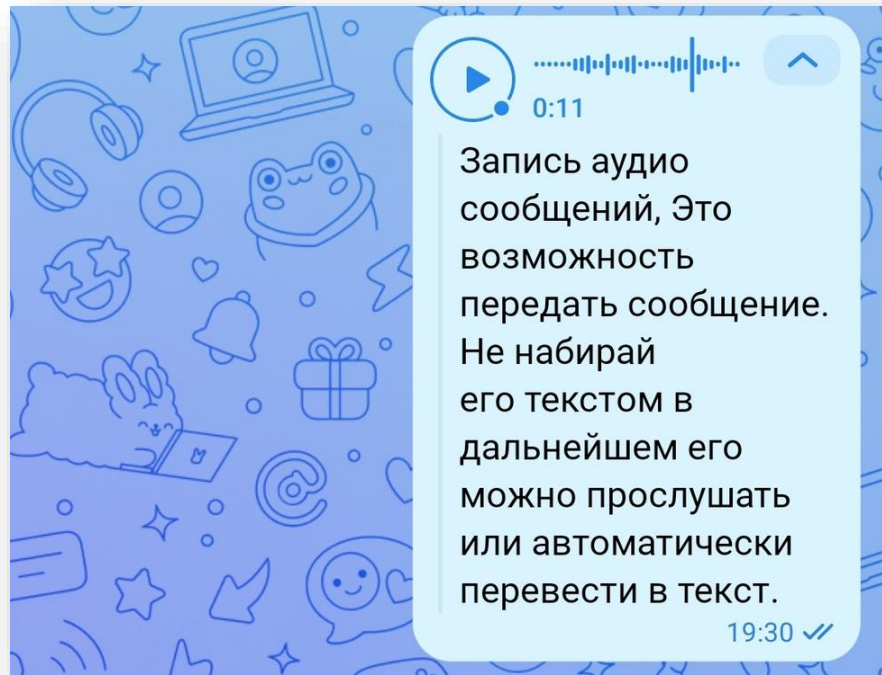 0:11
Запись аудио
сообщений, Это
возможность
передать сообщение.
Не набирай
его текстом в
дальнейшем его
можно прослушать
или автоматически
перевести в текст.
19:30